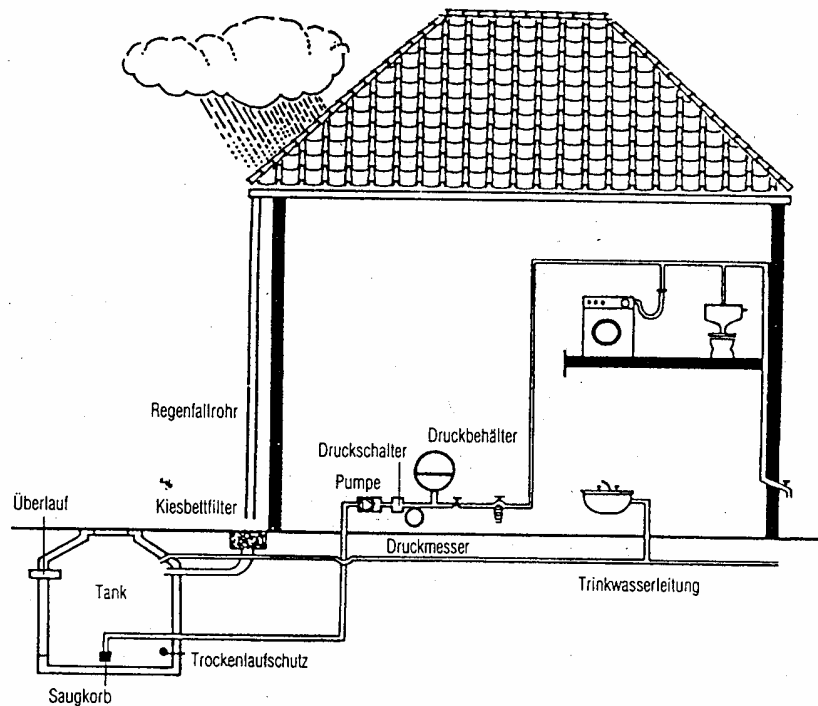 Regenfallrohr
Druckbehälter
Druckschalter
Pumpe
Überlauf
Kiesbettfilter
Druckmesser
Tank
Trinkwasserleitung
Trockenlaufschutz
Saugkorb